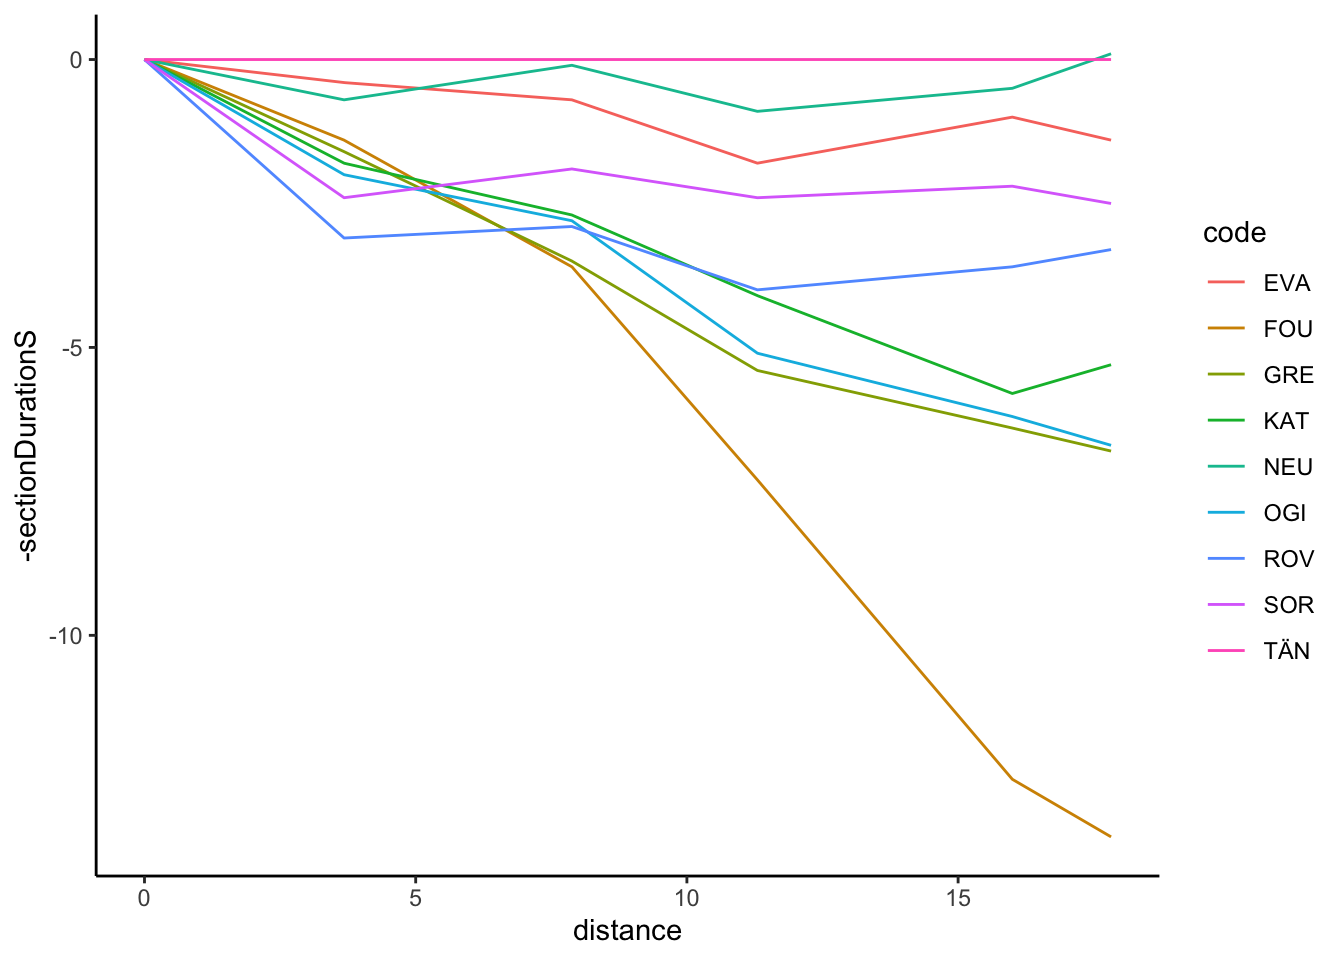 0
-5
-10
-sectionDurationS
0 5 10 15
distance
code
EVA
FOU
GRE
KAT
NEU
OGI
ROV
SOR
TÄN